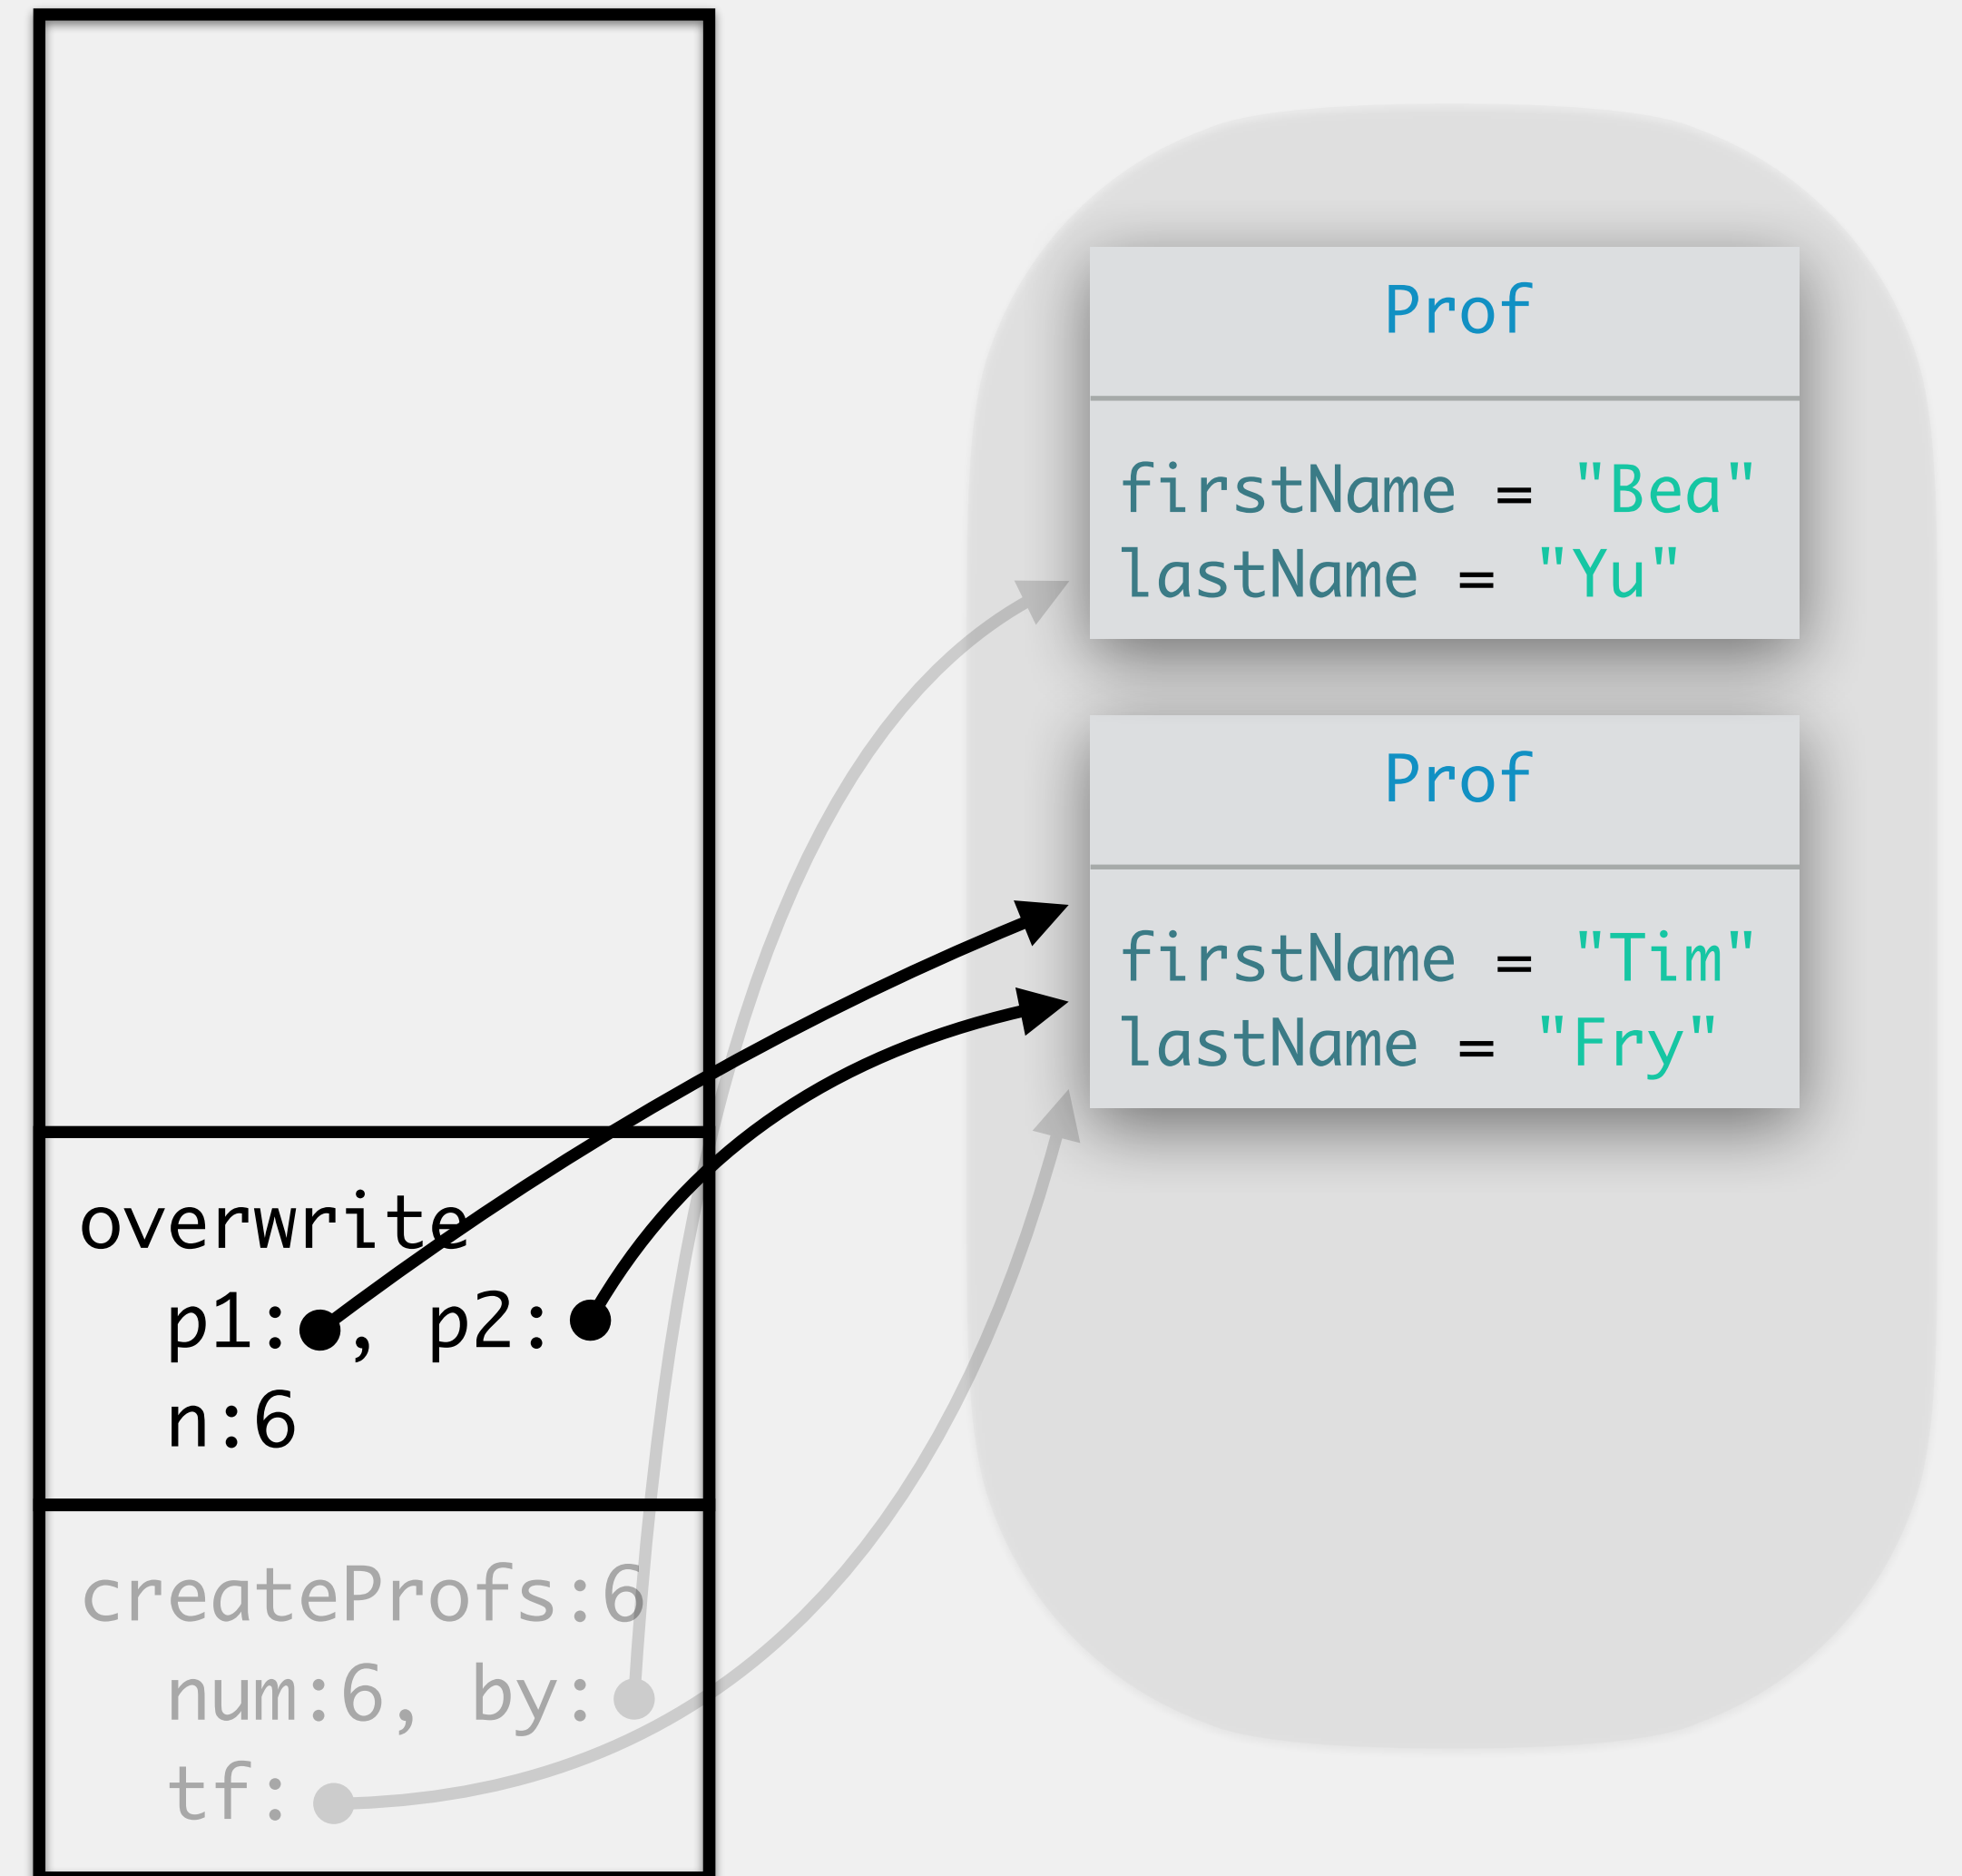 Prof
firstName = "Bea"
lastName = "Yu"
Prof
firstName = "Tim"
lastName = "Fry"
overwrite
p1: , p2:
n:6
createProfs:6
num:6, by:
tf: